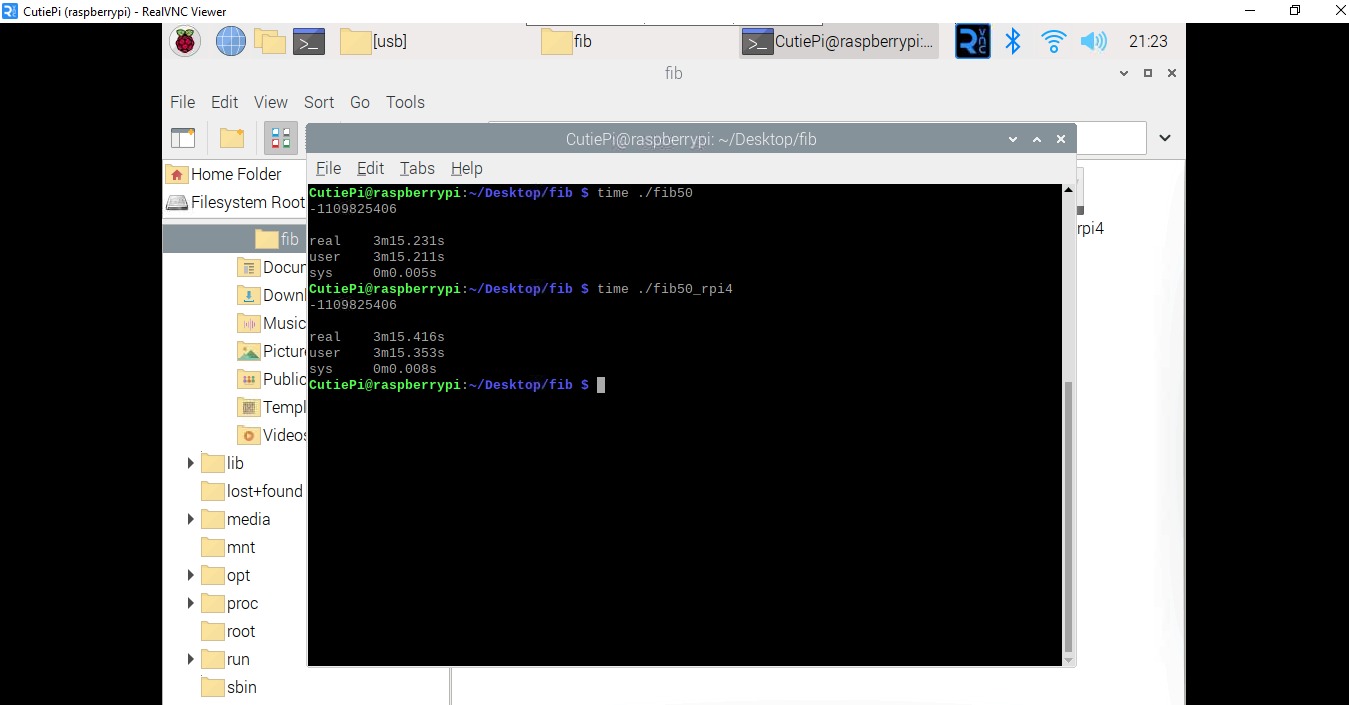 CutiePi (raspberrypi) - RealVNC Viewer
[usb] fib CutiePi@raspberrypi:... 21:23
fib
File Edit View Sort Go Tools
CutiePi@raspberrypi: ~/Desktop/fib
File Edit Tabs Help
Home Folder
Filesystem Root
fib
Docum
Downl
Music
Pictur
Public
Templ
Videos
lib
lost+found
media
mnt
opt
proc
root
run
sbin
CutiePi@raspberrypi:~/Desktop/fib $ time ./fib50
-1109825406
real 3m15.231s
user 3m15.211s
sys 0m0.005s
CutiePi@raspberrypi:~/Desktop/fib $ time ./fib50_rpi4
-1109825406
real 3m15.416s
user 3m15.353s
sys 0m0.008s
CutiePi@raspberrypi:~/Desktop/fib $
rpi4